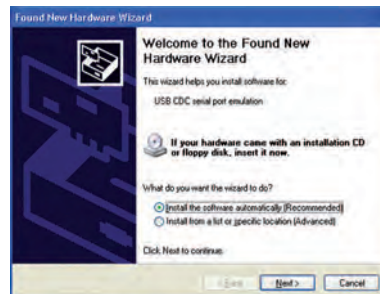 Found New Hardware Wizard
Welcome to the Found New
Hardware Wizard
This wizard helps you install software for:
USB CDC serial port emulation
If your hardware came with an installation CD
or floppy disk, insert it now.
What do you want the wizard to do?
Install the software automatically (Recommended)
Install from a list or specific location (Advanced)
Click Next to continue.
< Back Next > Cancel